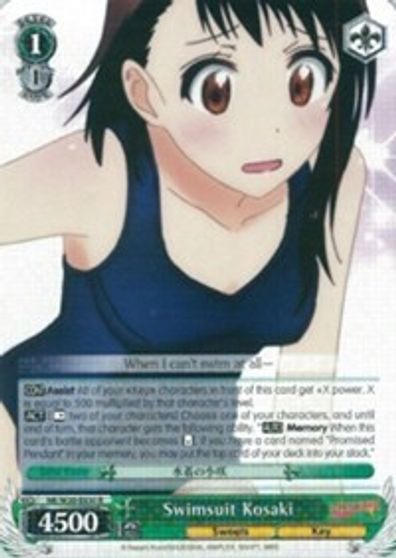 1
1
When I can't swim at all—
CONT Assist All of your «Key» characters in front of this card get +X power. X
is equal to 500 multiplied by that character's level.
ACT two of your characters] Choose one of your characters, and until
end of turn, that character gets the following ability. "AUTO Memory When this
card's battle opponent becomes, if you have a card named "Promised
Pendant" in your memory, you may put the top card of your deck into your stock."
水着の小咲
4500
Swimsuit Kosaki
Sweets
Key